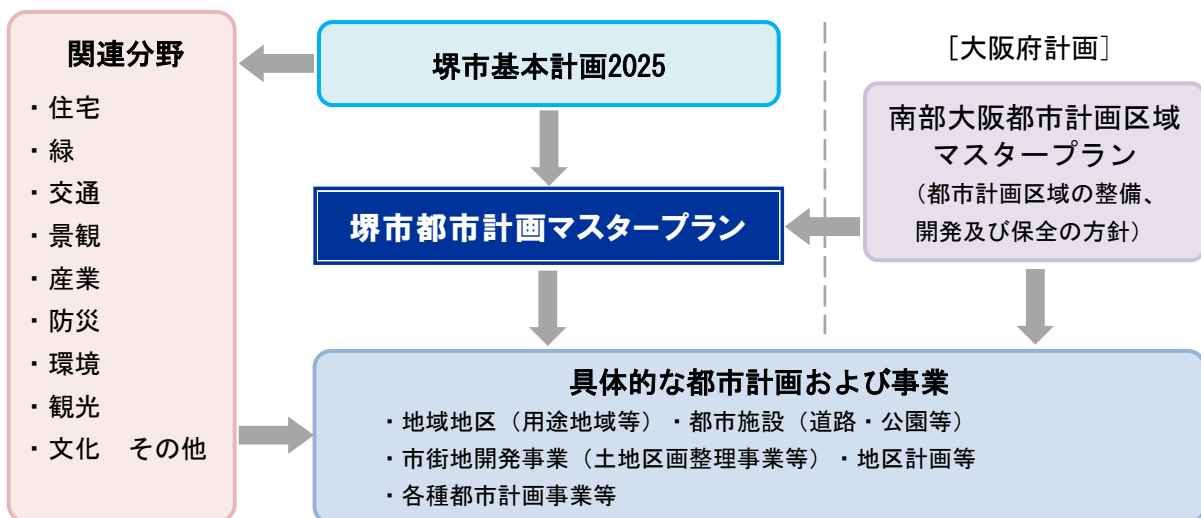 関連分野
・住宅
・緑
・交通
・景観
・産業
・防災
・環境
・観光
・文化　その他
堺市基本計画2025
堺市都市計画マスタープラン
［大阪府計画］
南部大阪都市計画区域
マスタープラン
（都市計画区域の整備、
開発及び保全の方針）
具体的な都市計画および事業
・地域地区（用途地域等）・都市施設（道路・公園等）
・市街地開発事業（土地区画整理事業等）・地区計画等
・各種都市計画事業等